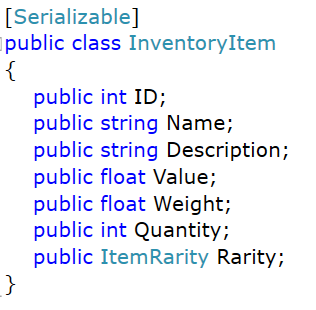 [Serializable]
public class InventoryItem
{
public int ID;
public string Name;
public string Description;
public float Value;
public float Weight;
public int Quantity;
public ItemRarity Rarity;
}